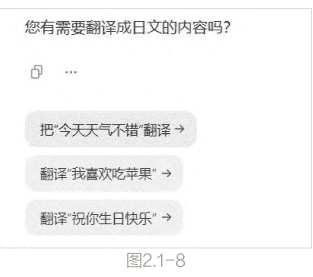 您有需要翻译成日文的内容吗?
把"今天天气不错"翻译 →
翻译"我喜欢吃苹果" →
翻译"祝你生日快乐" →
图2.1-8